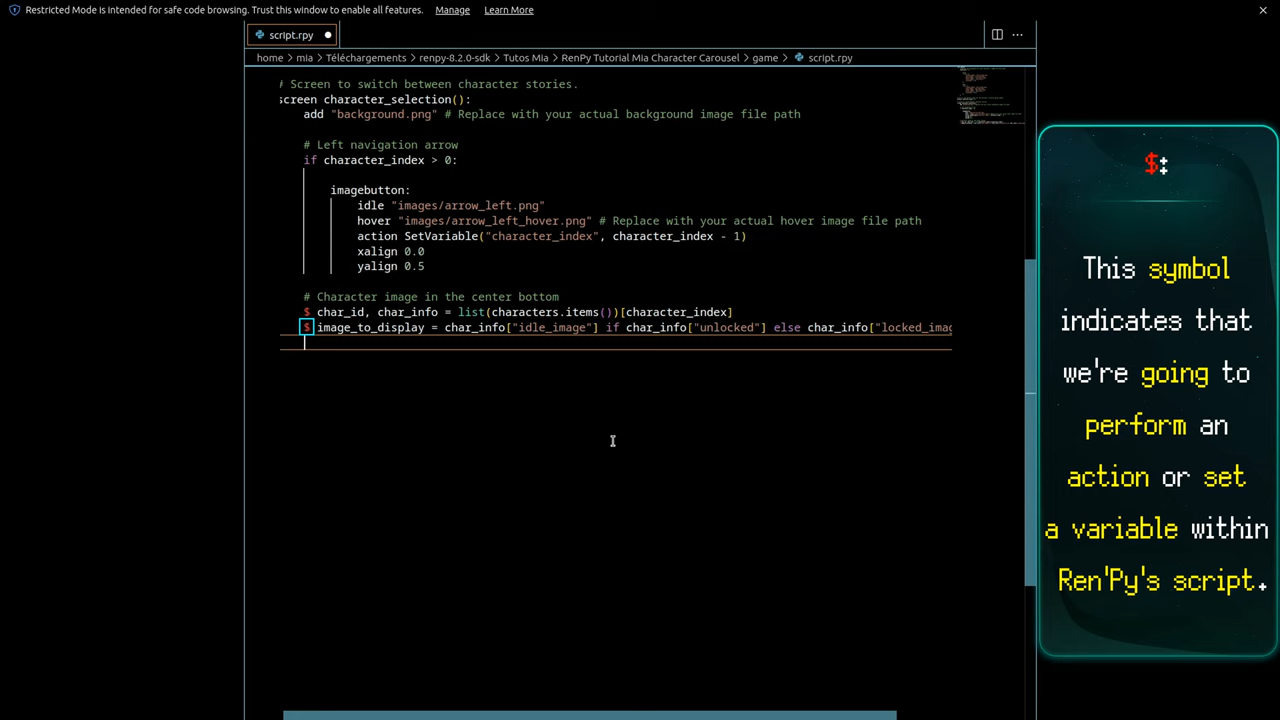 Restricted Mode is intended for safe code browsing. Trust this window to enable all features. Manage Learn More
script.rpy
home > mia > Téléchargements > renpy-8.2.0-sdk > Tutos Mia > RenPy Tutorial Mia Character Carousel > game > script.rpy
# Screen to switch between character stories.
screen character_selection():
add "background.png" # Replace with your actual background image file path
# Left navigation arrow
if character_index > 0:
imagebutton:
idle "images/arrow_left.png"
hover "images/arrow_left_hover.png" # Replace with your actual hover image file path
action SetVariable("character_index", character_index - 1)
xalign 0.0
yalign 0.5
# Character image in the center bottom
$ char_id, char_info = list(characters.items())[character_index]
$ image_to_display = char_info["idle_image"] if char_info["unlocked"] else char_info["locked_imag
$:
This symbol
indicates that
we're going to
perform an
action or set
a variable within
Ren'Py's script.